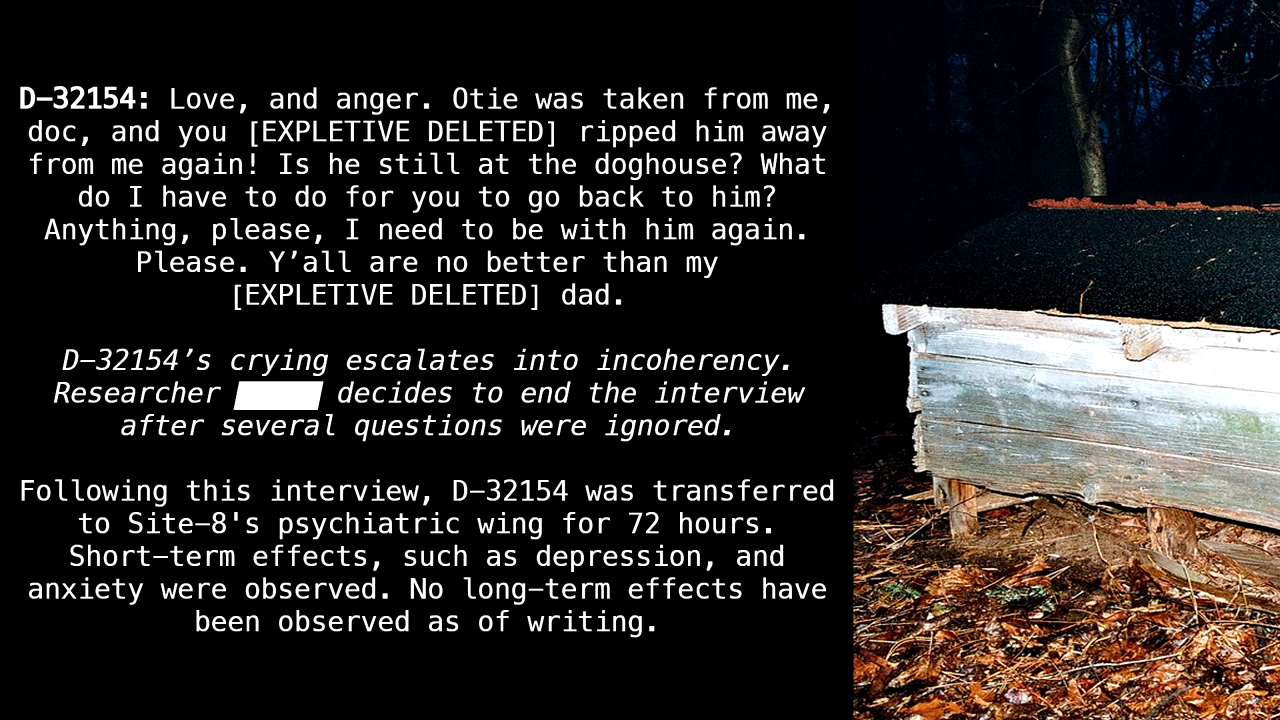 D–32154: Love, and anger. Otie was taken from me,
doc, and you [EXPLETIVE DELETED] ripped him away
from me again! Is he still at the doghouse? What
do I have to do for you to go back to him?
Anything, please, I need to be with him again.
Please. Y’all are no better than my
[EXPLETIVE DELETED] dad.
D–32154’s crying escalates into incoherency.
Researcher decides to end the interview
after several questions were ignored.
Following this interview, D–32154 was transferred
to Site–8's psychiatric wing for 72 hours.
Short–term effects, such as depression, and
anxiety were observed. No long–term effects have
been observed as of writing.